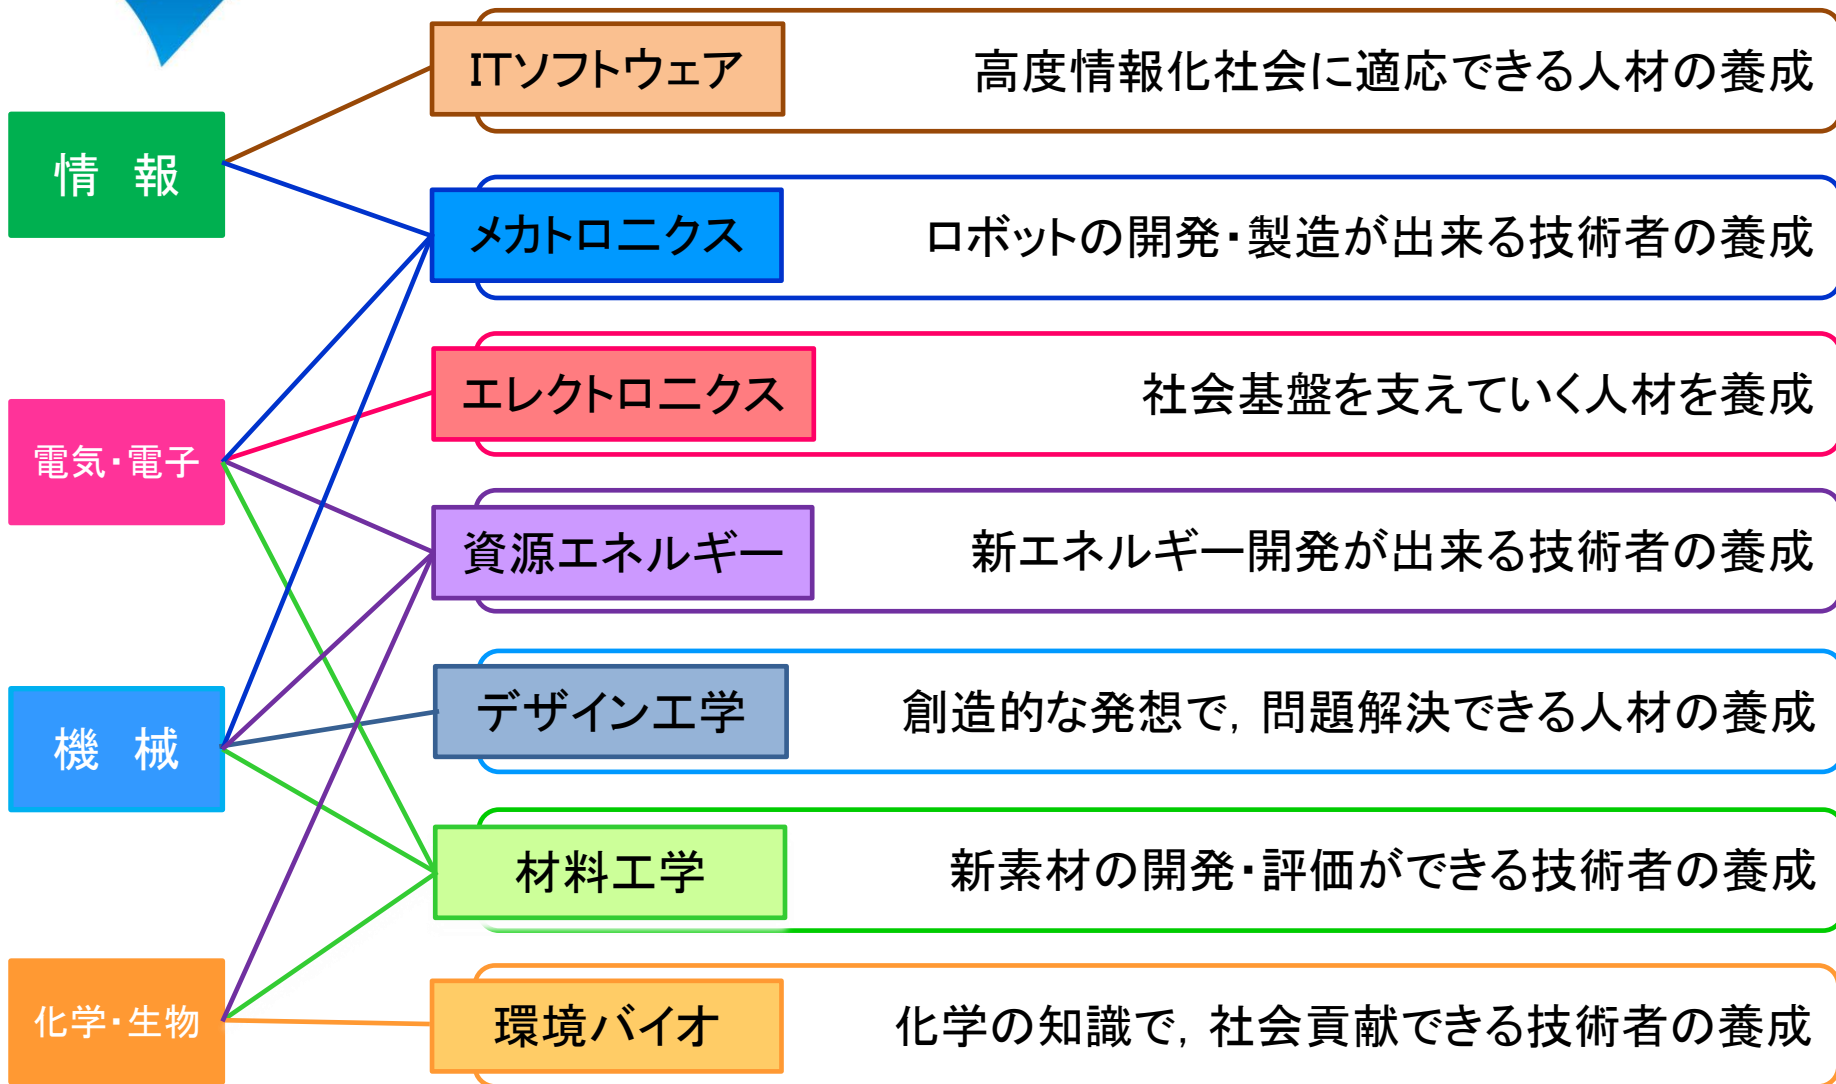 ITソフトウェア
高度情報化社会に適応できる人材の養成
情 報
メカトロニクス
ロボットの開発・製造が出来る技術者の養成
エレクトロニクス
社会基盤を支えていく人材を養成
電気・電子
資源エネルギー
新エネルギー開発が出来る技術者の養成
デザイン工学
創造的な発想で，問題解決できる人材の養成
機 械
材料工学
新素材の開発・評価ができる技術者の養成
化学・生物
環境バイオ
化学の知識で，社会貢献できる技術者の養成